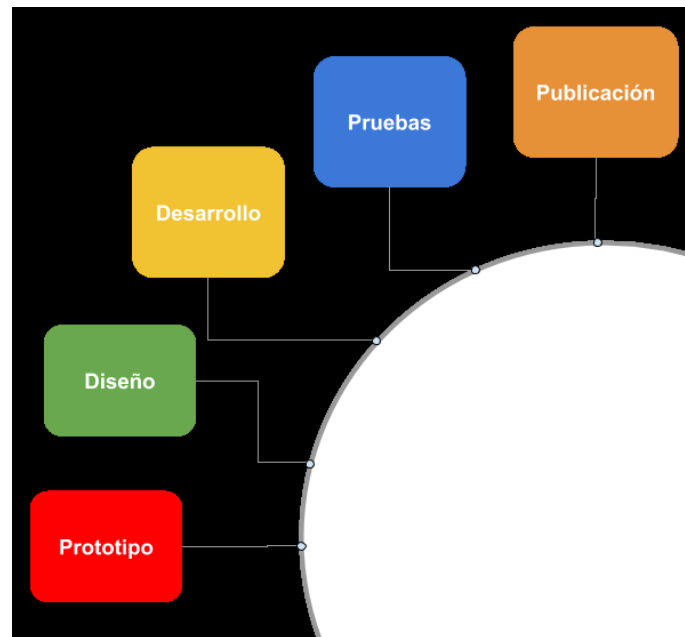 Publicación
Pruebas
Desarrollo
Diseño
Prototipo